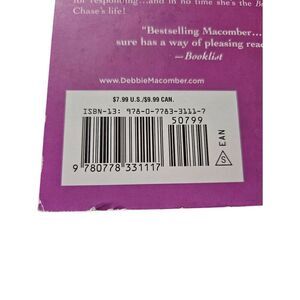 for responding...and in no time she's the
Chase's life!
"Bestselling Macomber...
sure has a way of pleasing
—Booklist
www.DebbieMacomber.com
$7.99 U.S./$9.99 CAN.
ISBN-13: 978-0-7783-3111-7
50799
EAN
S
9 780778 331117